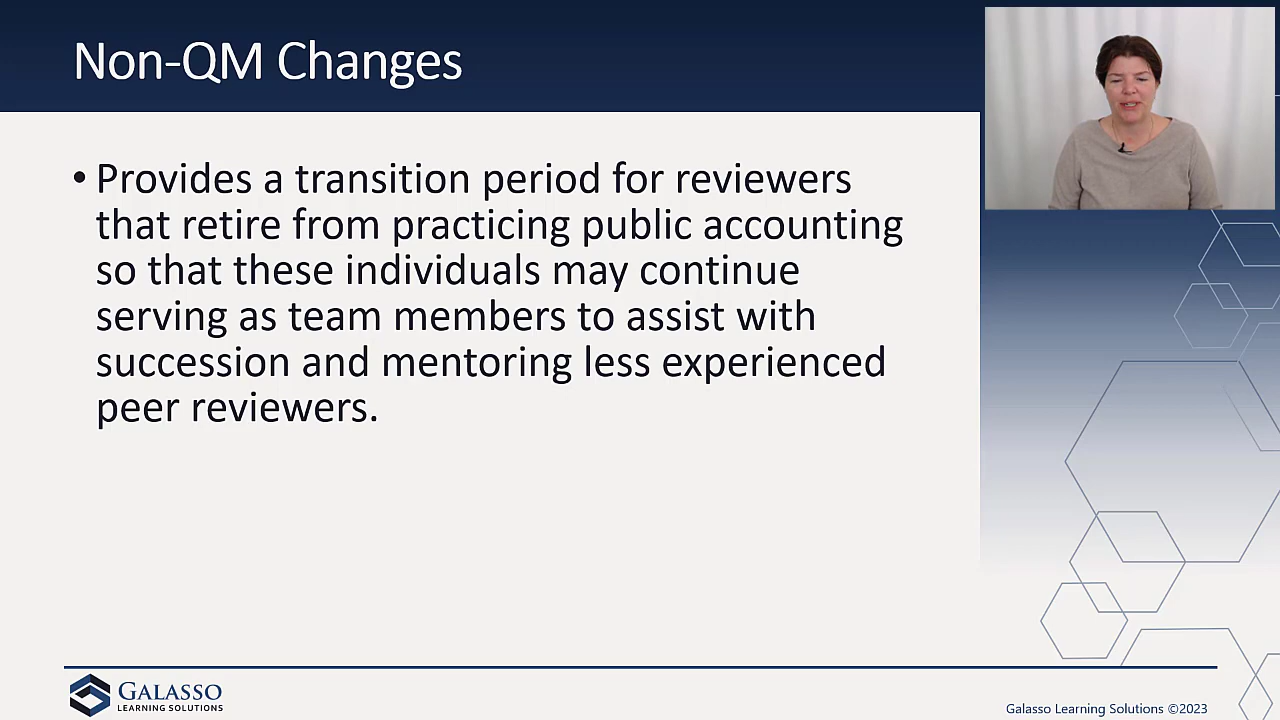 Non-QM Changes
• Provides a transition period for reviewers
that retire from practicing public accounting
so that these individuals may continue
serving as team members to assist with
succession and mentoring less experienced
peer reviewers.
GALASSO
LEARNING SOLUTIONS
Galasso Learning Solutions ©2023